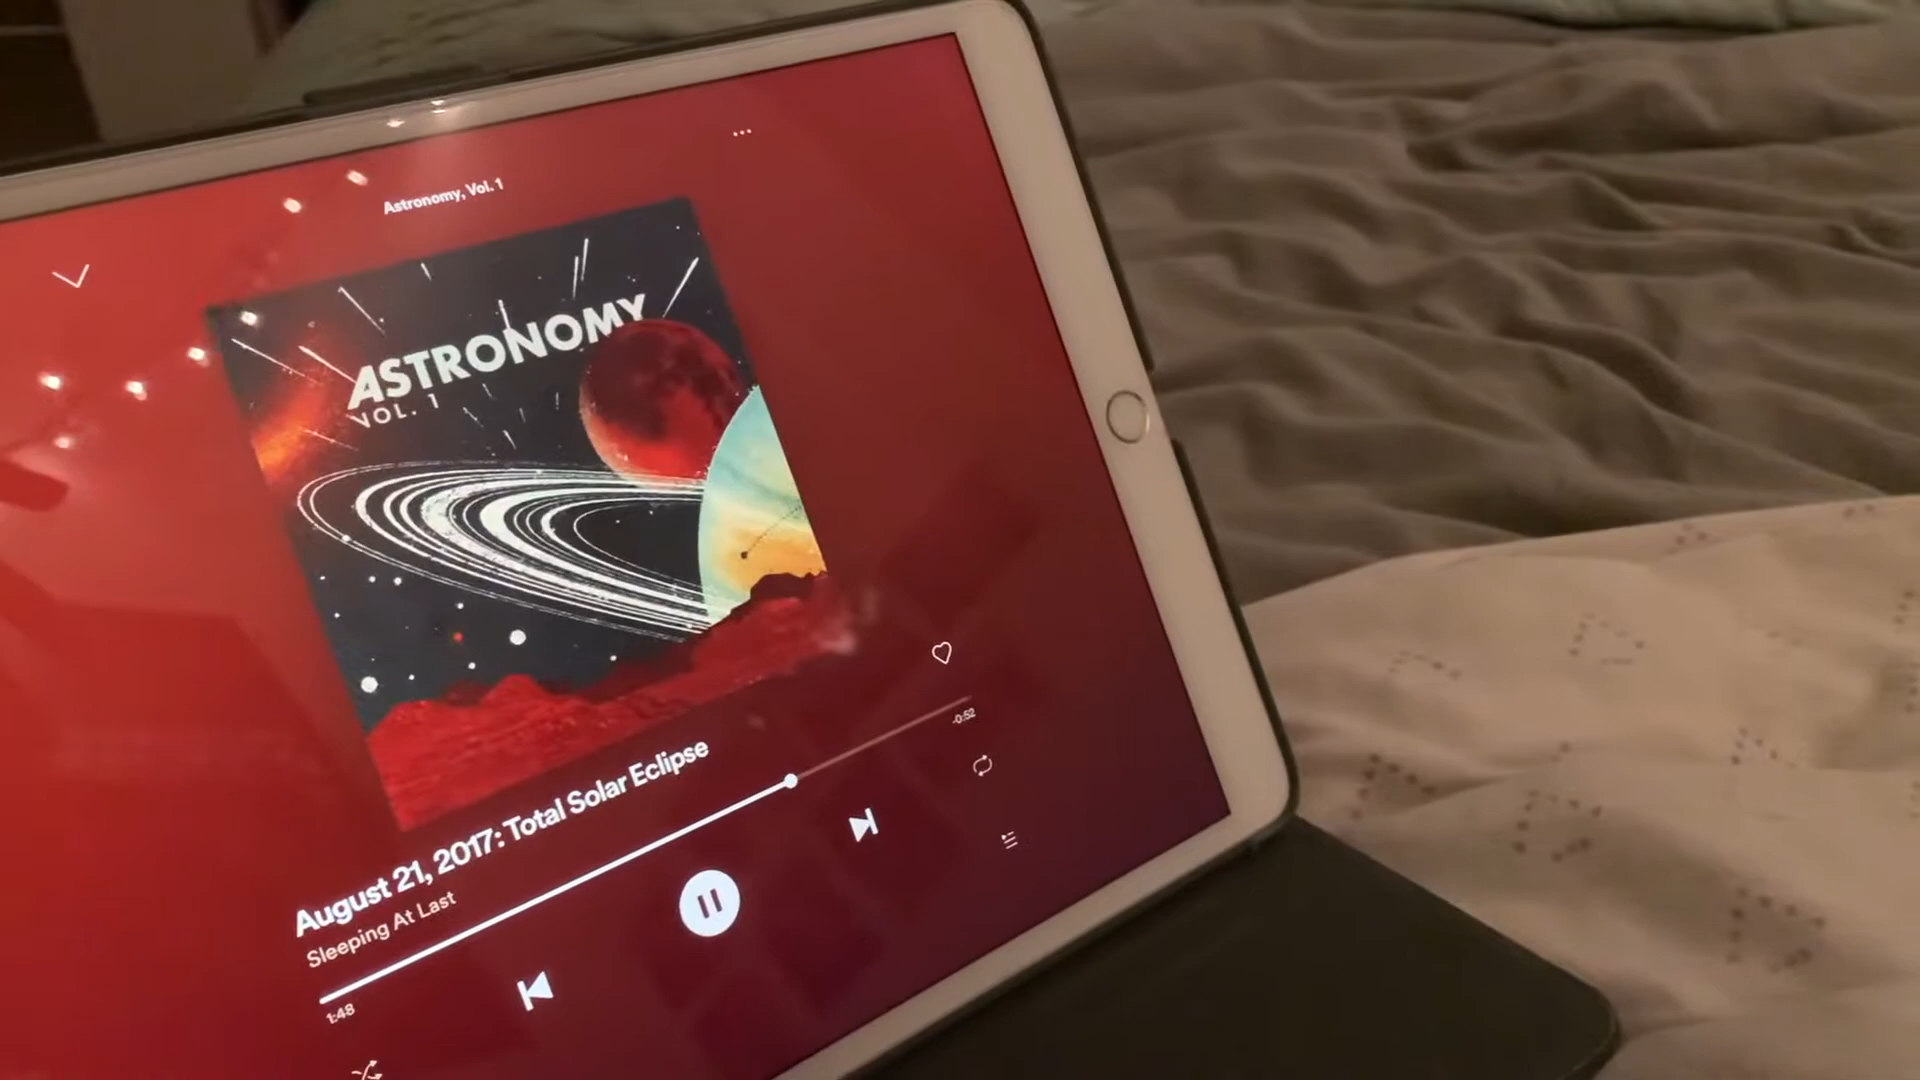 Astronomy, Vol. 1
ASTRONOMY
VOL. 1
August 21, 2017: Total Solar Eclipse
Sleeping At Last
1:48
-0:52